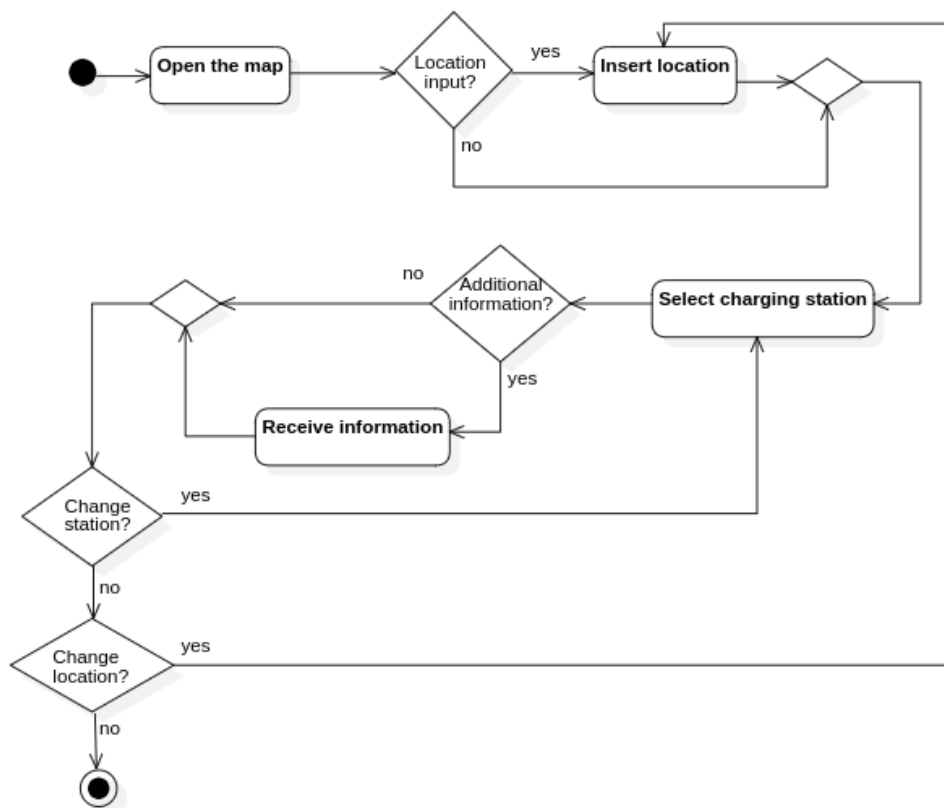 Open the map
Location
input?
yes
Insert location
no
no
Additional
information?
Select charging station
yes
Receive information
Change
station?
yes
no
Change
location?
yes
no